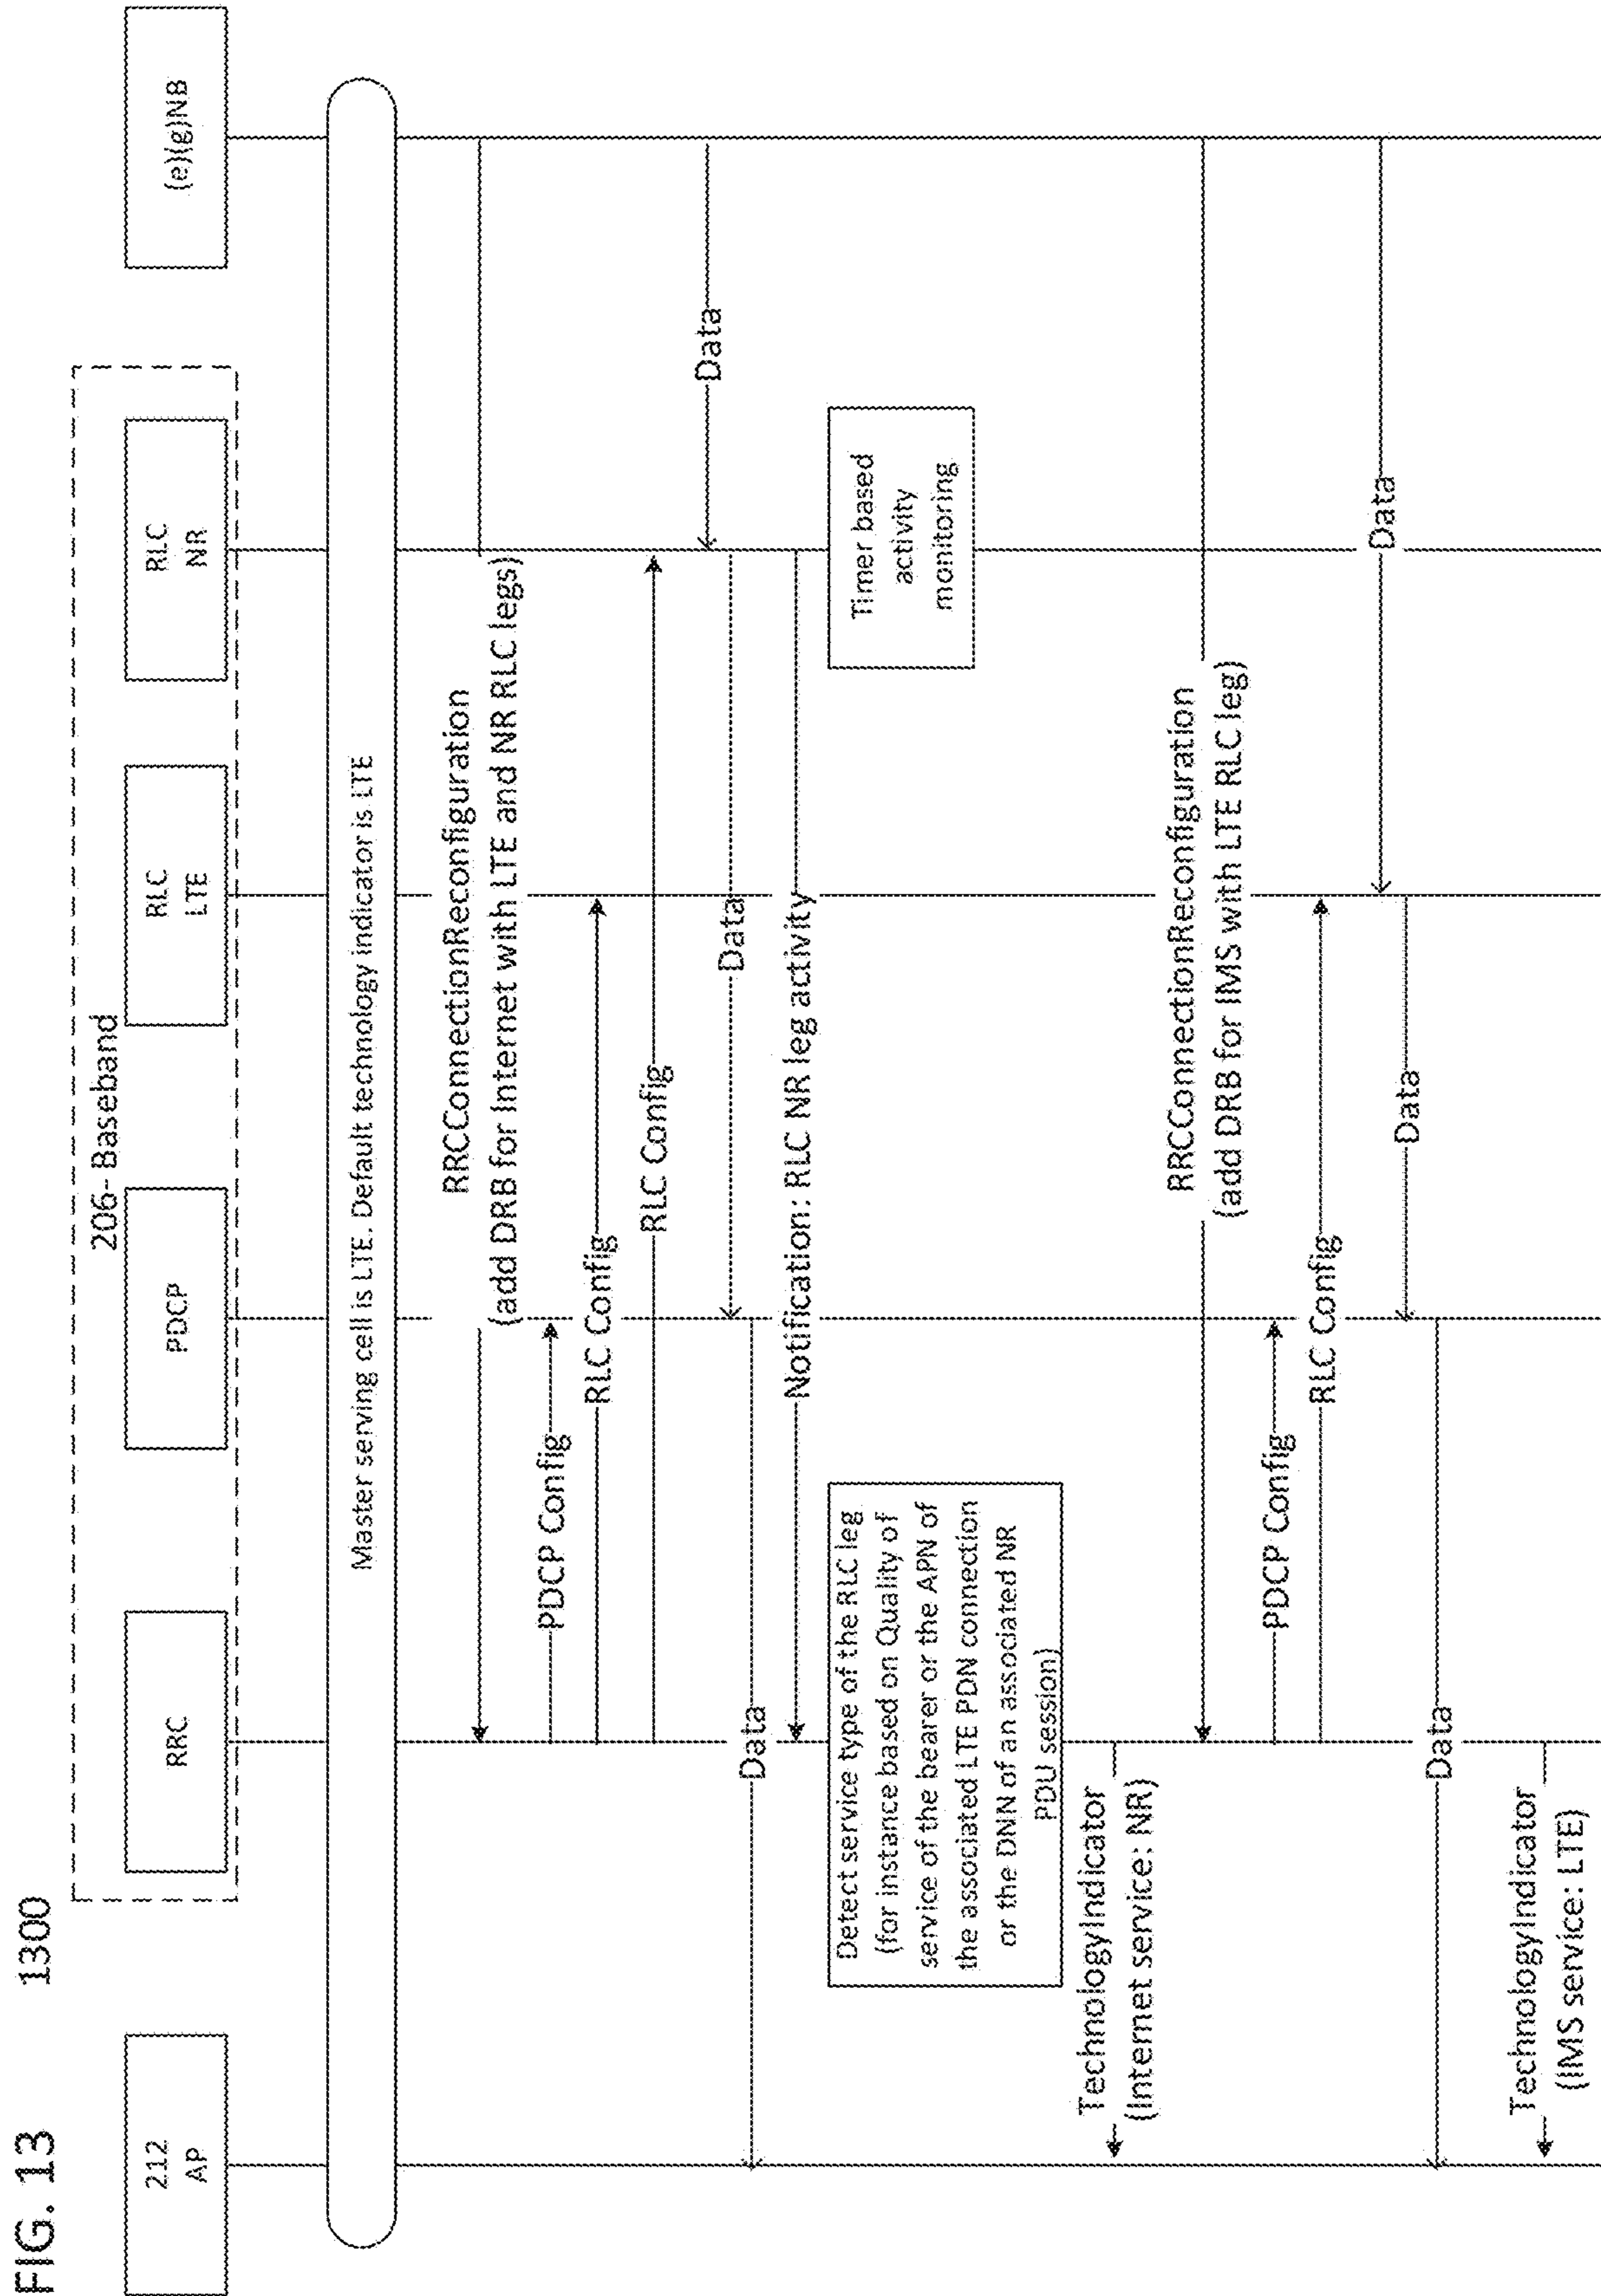 FIG. 13
1300
206- Baseband
212
AP
RRC
PDCP
RLC
LTE
RLC
NR
(e)(g)NB
Master serving cell is LTE. Default technology indicator is LTE
RRCConnectionReconfiguration
(add DRB for Internet with LTE and NR RLC legs)
PDCP Config
RLC Config
RLC Config
Data
Data
Data
Notification: RLC NR leg activity
Detect service type of the RLC leg
(for instance based on Quality of
service of the bearer or the APN of
the associated LTE PDN connection
or the DNN of an associated NR
PDU session)
Timer based
activity
monitoring
TechnologyIndicator
(Internet service: NR)
RRCConnectionReconfiguration
(add DRB for IMS with LTE RLC leg)
PDCP Config
RLC Config
Data
Data
Data
TechnologyIndicator
(IMS service: LTE)